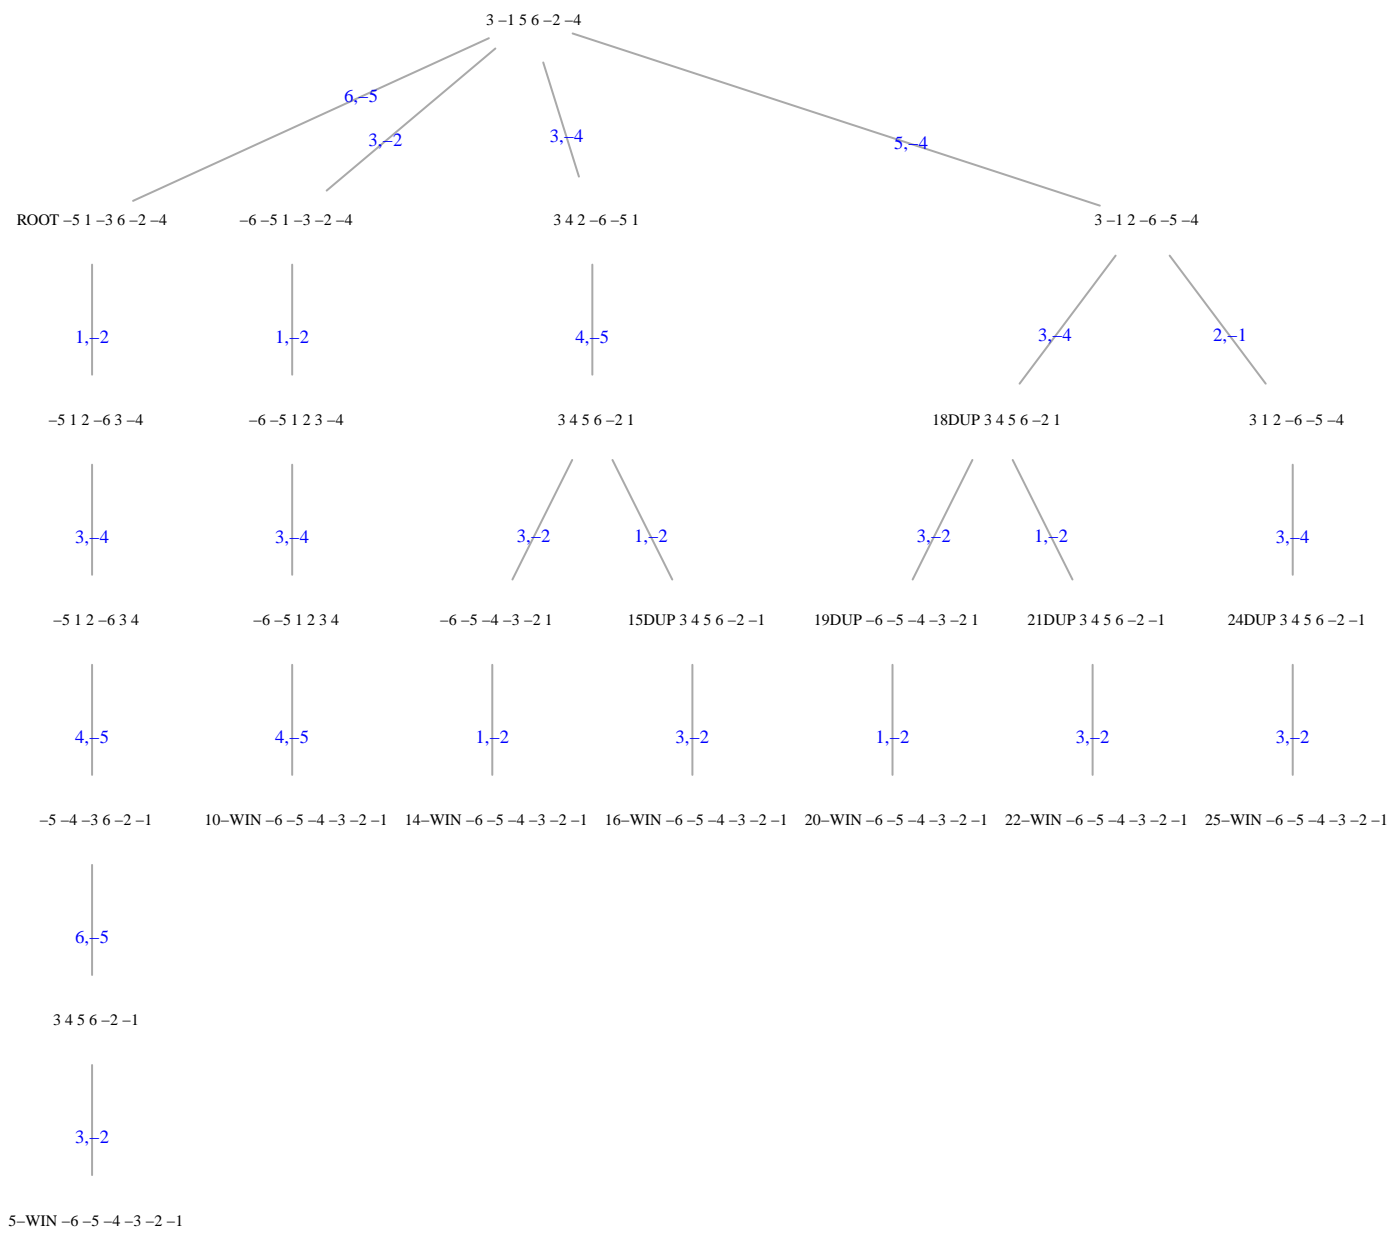 3 –1 5 6 –2 –4
6,–5
3,–2
3,–4
5,–4
ROOT –5 1 –3 6 –2 –4
–6 –5 1 –3 –2 –4
3 4 2 –6 –5 1
3 –1 2 –6 –5 –4
1,–2
1,–2
4,–5
3,–4
2,–1
–5 1 2 –6 3 –4
–6 –5 1 2 3 –4
3 4 5 6 –2 1
18DUP 3 4 5 6 –2 1
3 1 2 –6 –5 –4
3,–4
3,–4
3,–2
1,–2
3,–2
1,–2
3,–4
–5 1 2 –6 3 4
–6 –5 1 2 3 4
–6 –5 –4 –3 –2 1
15DUP 3 4 5 6 –2 –1
19DUP –6 –5 –4 –3 –2 1
21DUP 3 4 5 6 –2 –1
24DUP 3 4 5 6 –2 –1
4,–5
4,–5
1,–2
3,–2
1,–2
3,–2
3,–2
–5 –4 –3 6 –2 –1
10–WIN –6 –5 –4 –3 –2 –1
14–WIN –6 –5 –4 –3 –2 –1
16–WIN –6 –5 –4 –3 –2 –1
20–WIN –6 –5 –4 –3 –2 –1
22–WIN –6 –5 –4 –3 –2 –1
25–WIN –6 –5 –4 –3 –2 –1
6,–5
3 4 5 6 –2 –1
3,–2
5–WIN –6 –5 –4 –3 –2 –1